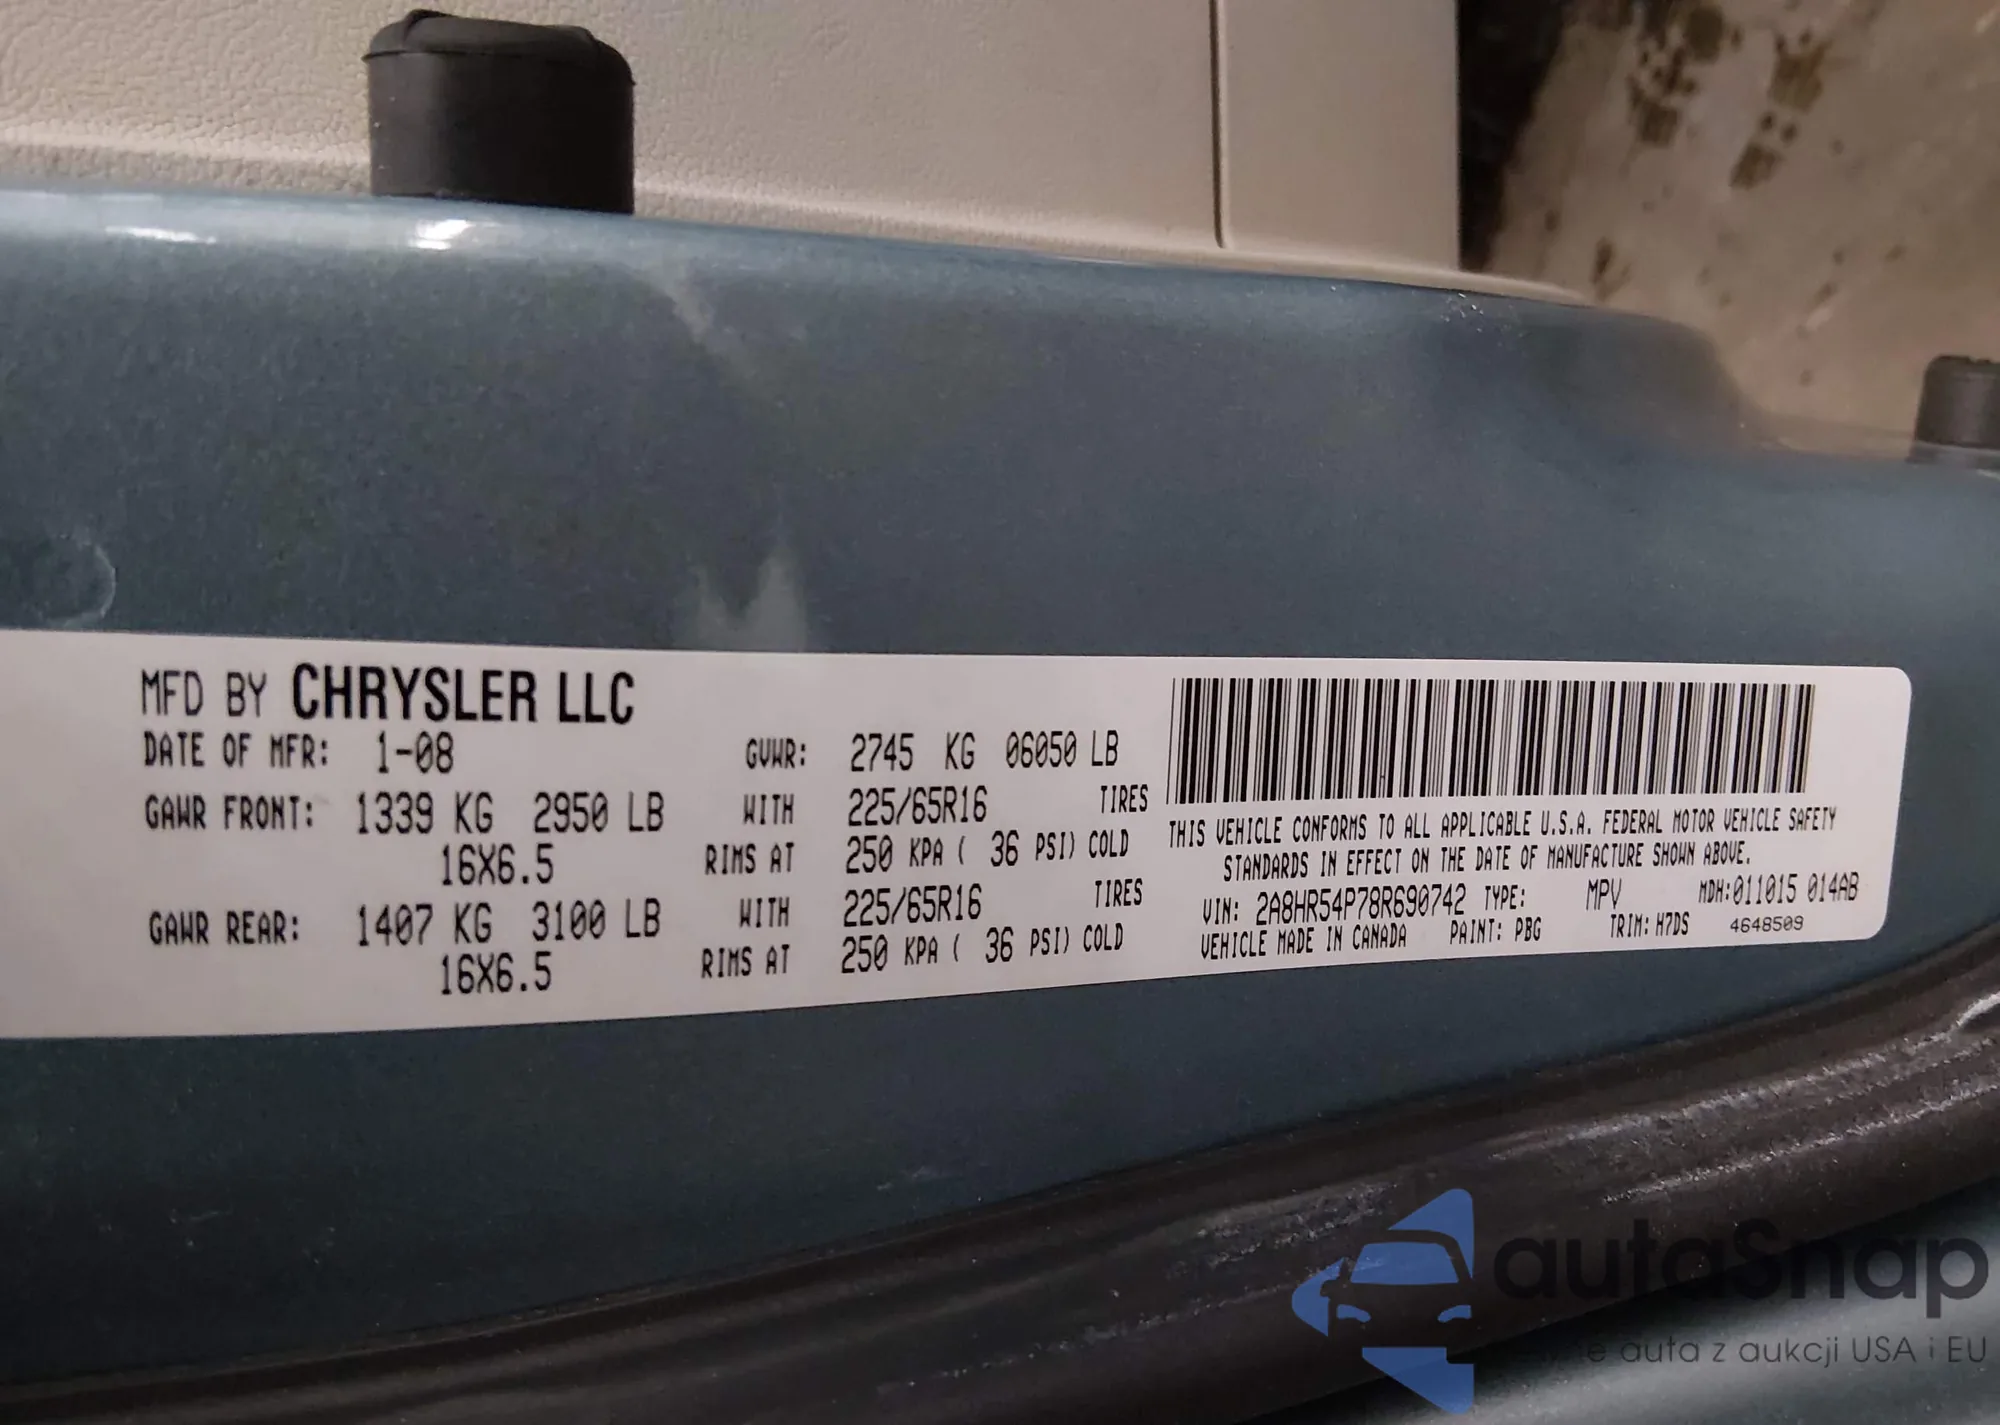 MFD BY CHRYSLER LLC
DATE OF MFR: 1-08 GVWR: 2745 KG 06050 LB
GAWR FRONT: 1339 KG 2950 LB WITH 225/65R16 TIRES
16X6.5 RIMS AT 250 KPA ( 36 PSI) COLD
GAWR REAR: 1407 KG 3100 LB WITH 225/65R16 TIRES
16X6.5 RIMS AT 250 KPA ( 36 PSI) COLD
THIS VEHICLE CONFORMS TO ALL APPLICABLE U.S.A. FEDERAL MOTOR VEHICLE SAFETY
STANDARDS IN EFFECT ON THE DATE OF MANUFACTURE SHOWN ABOVE.
VIN: 2A8HR54P78R690742 TYPE: MPV MDH:011015 014AB
VEHICLE MADE IN CANADA PAINT: PBG TRIM: H7DS 4648509
autaSnap
auta z aukcji USA i EU